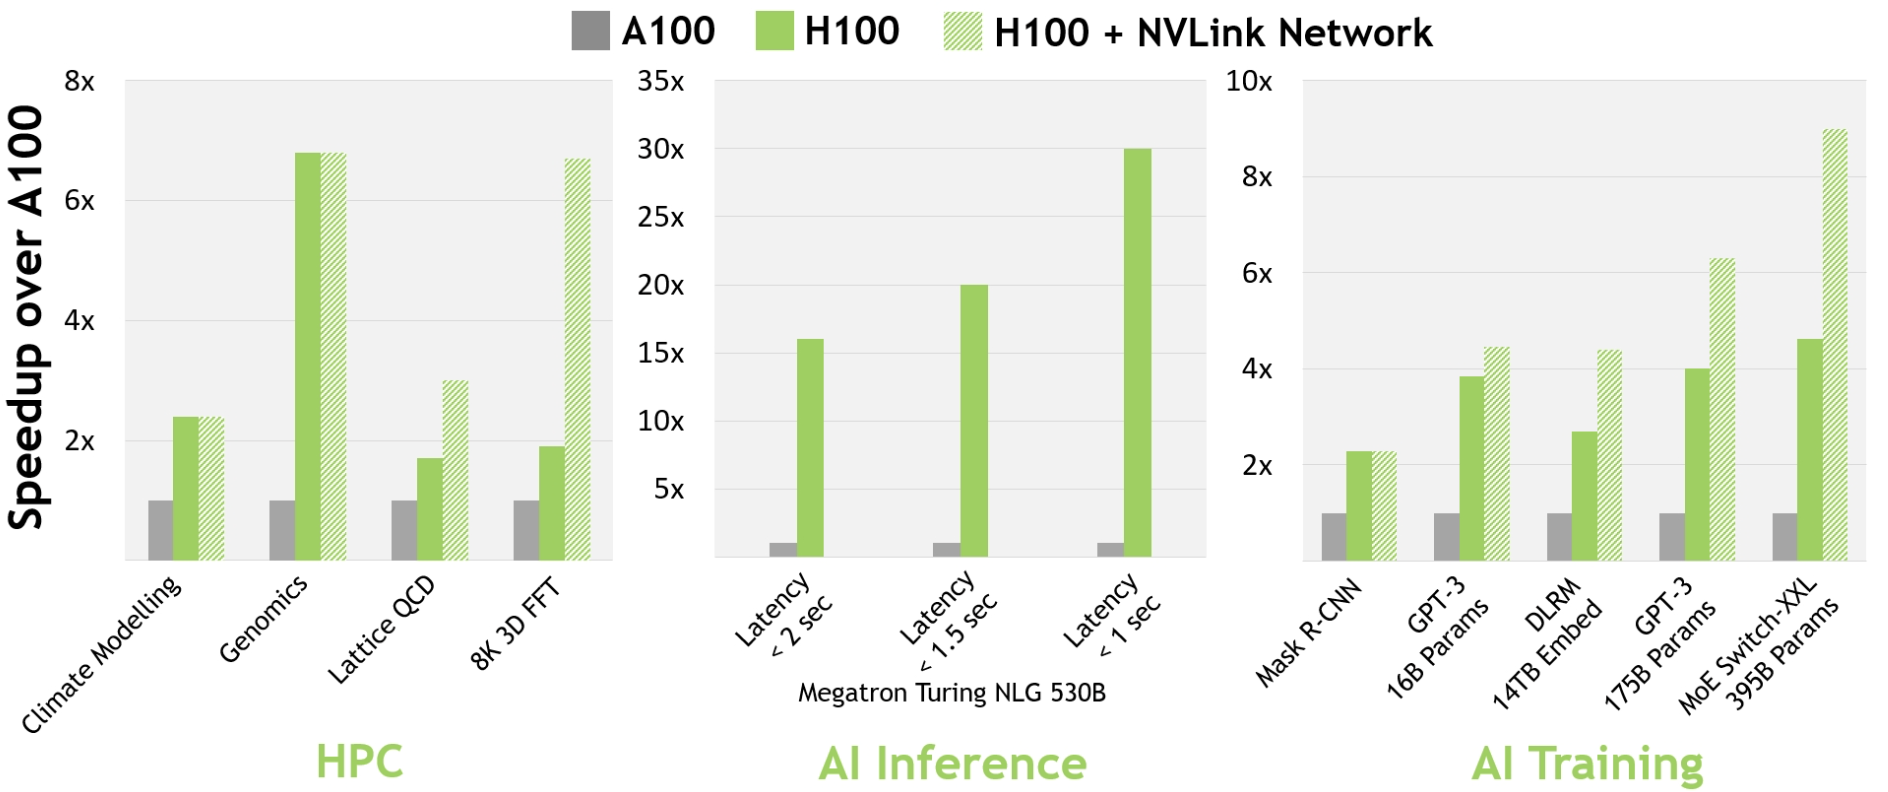 A100
H100
H100 + NVLink Network
Speedup over A100
8x
6x
4x
2x
Climate Modelling
Genomics
Lattice QCD
8K 3D FFT
HPC
35x
30x
25x
20x
15x
10x
5x
Latency
< 2 sec
Latency
< 1.5 sec
Latency
< 1 sec
Megatron Turing NLG 530B
AI Inference
10x
8x
6x
4x
2x
Mask R-CNN
GPT-3
16B Params
DLRM
14TB Embed
GPT-3
175B Params
MoE Switch-XXL
395B Params
AI Training